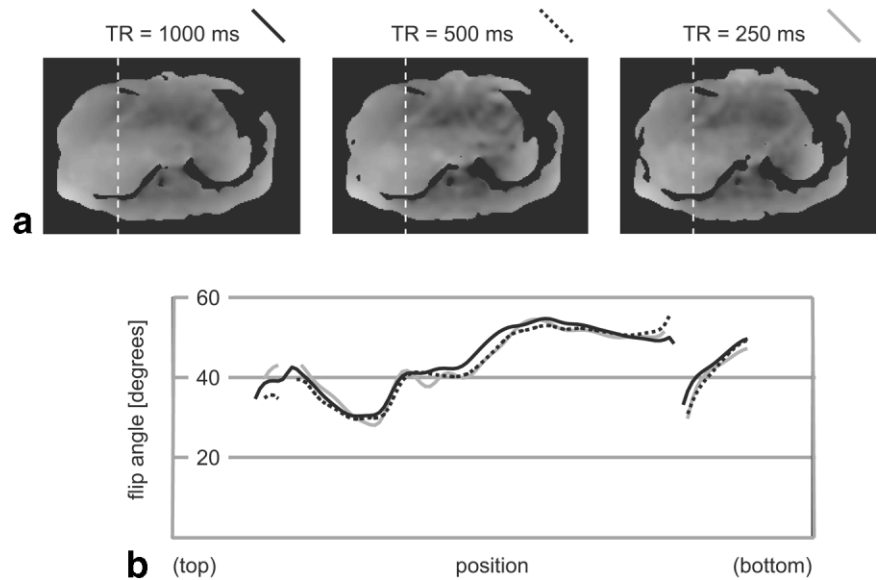 TR = 1000 ms TR = 500 ms TR = 250 ms
a
60
40
20
flip angle [degrees]
b (top) position (bottom)